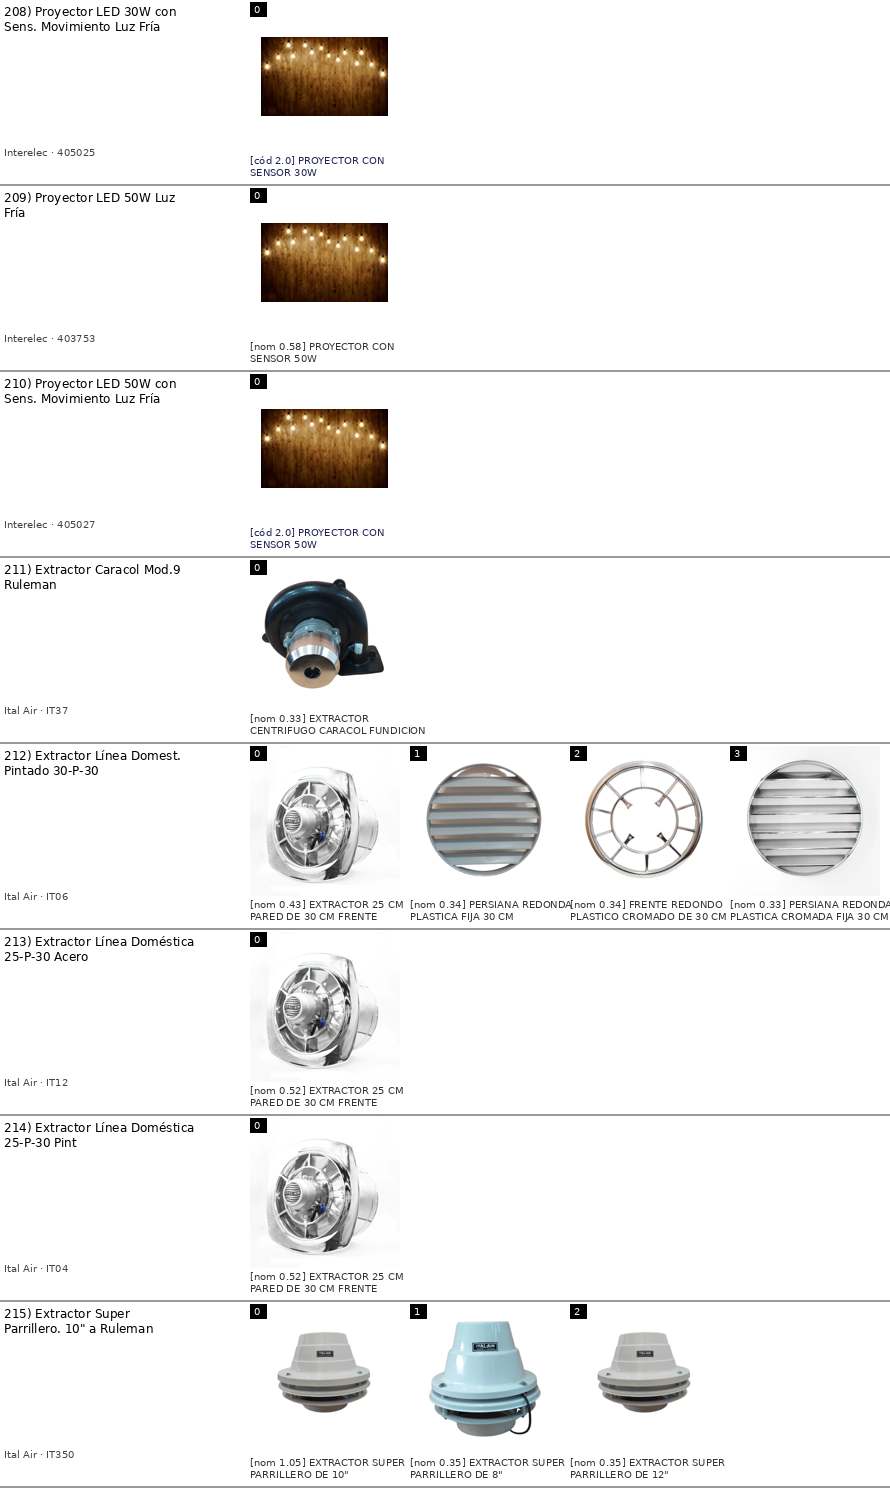 208) Proyector LED 30W con
Sens. Movimiento Luz Fría
0
Interelec · 405025
[cód 2.0] PROYECTOR CON
SENSOR 30W
209) Proyector LED 50W Luz
Fría
0
Interelec · 403753
[nom 0.58] PROYECTOR CON
SENSOR 50W
210) Proyector LED 50W con
Sens. Movimiento Luz Fría
0
Interelec · 405027
[cód 2.0] PROYECTOR CON
SENSOR 50W
211) Extractor Caracol Mod.9
Ruleman
0
Ital Air · IT37
[nom 0.33] EXTRACTOR
CENTRIFUGO CARACOL FUNDICION
212) Extractor Línea Domest.
Pintado 30-P-30
0
1
2
3
Ital Air · IT06
[nom 0.43] EXTRACTOR 25 CM
PARED DE 30 CM FRENTE
[nom 0.34] PERSIANA REDONDA
PLASTICA FIJA 30 CM
[nom 0.34] FRENTE REDONDO
PLASTICO CROMADO DE 30 CM
[nom 0.33] PERSIANA REDONDA
PLASTICA CROMADA FIJA 30 CM
213) Extractor Línea Doméstica
25-P-30 Acero
0
Ital Air · IT12
[nom 0.52] EXTRACTOR 25 CM
PARED DE 30 CM FRENTE
214) Extractor Línea Doméstica
25-P-30 Pint
0
Ital Air · IT04
[nom 0.52] EXTRACTOR 25 CM
PARED DE 30 CM FRENTE
215) Extractor Super
Parrillero. 10" a Ruleman
0
1
2
ITAL AIR
Ital Air · IT350
[nom 1.05] EXTRACTOR SUPER
PARRILLERO DE 10"
[nom 0.35] EXTRACTOR SUPER
PARRILLERO DE 8"
[nom 0.35] EXTRACTOR SUPER
PARRILLERO DE 12"